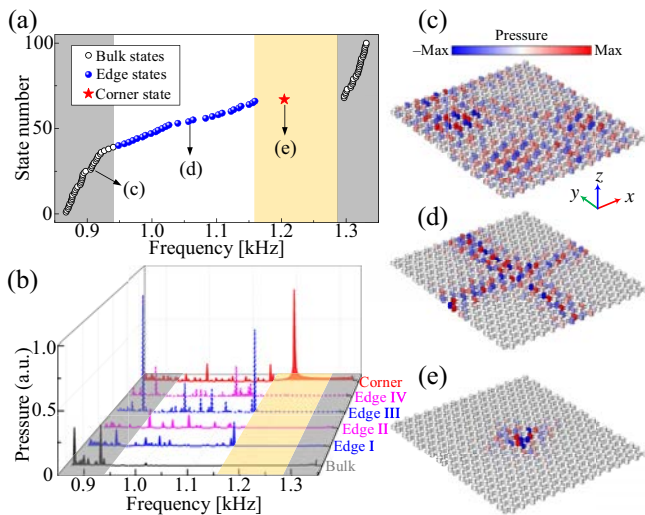 (a)
100
50
0
State number
Bulk states
Edge states
Corner state
(c)
(d)
(e)
0.9
1.0
1.1
1.2
1.3
Frequency [kHz]
(b)
1.0
0.5
0
Pressure (a.u.)
Corner
Edge IV
Edge III
Edge II
Edge I
Bulk
0.9
1.0
1.1
1.2
1.3
Frequency [kHz]
(c)
Pressure
–Max
Max
z
y
x
(d)
(e)